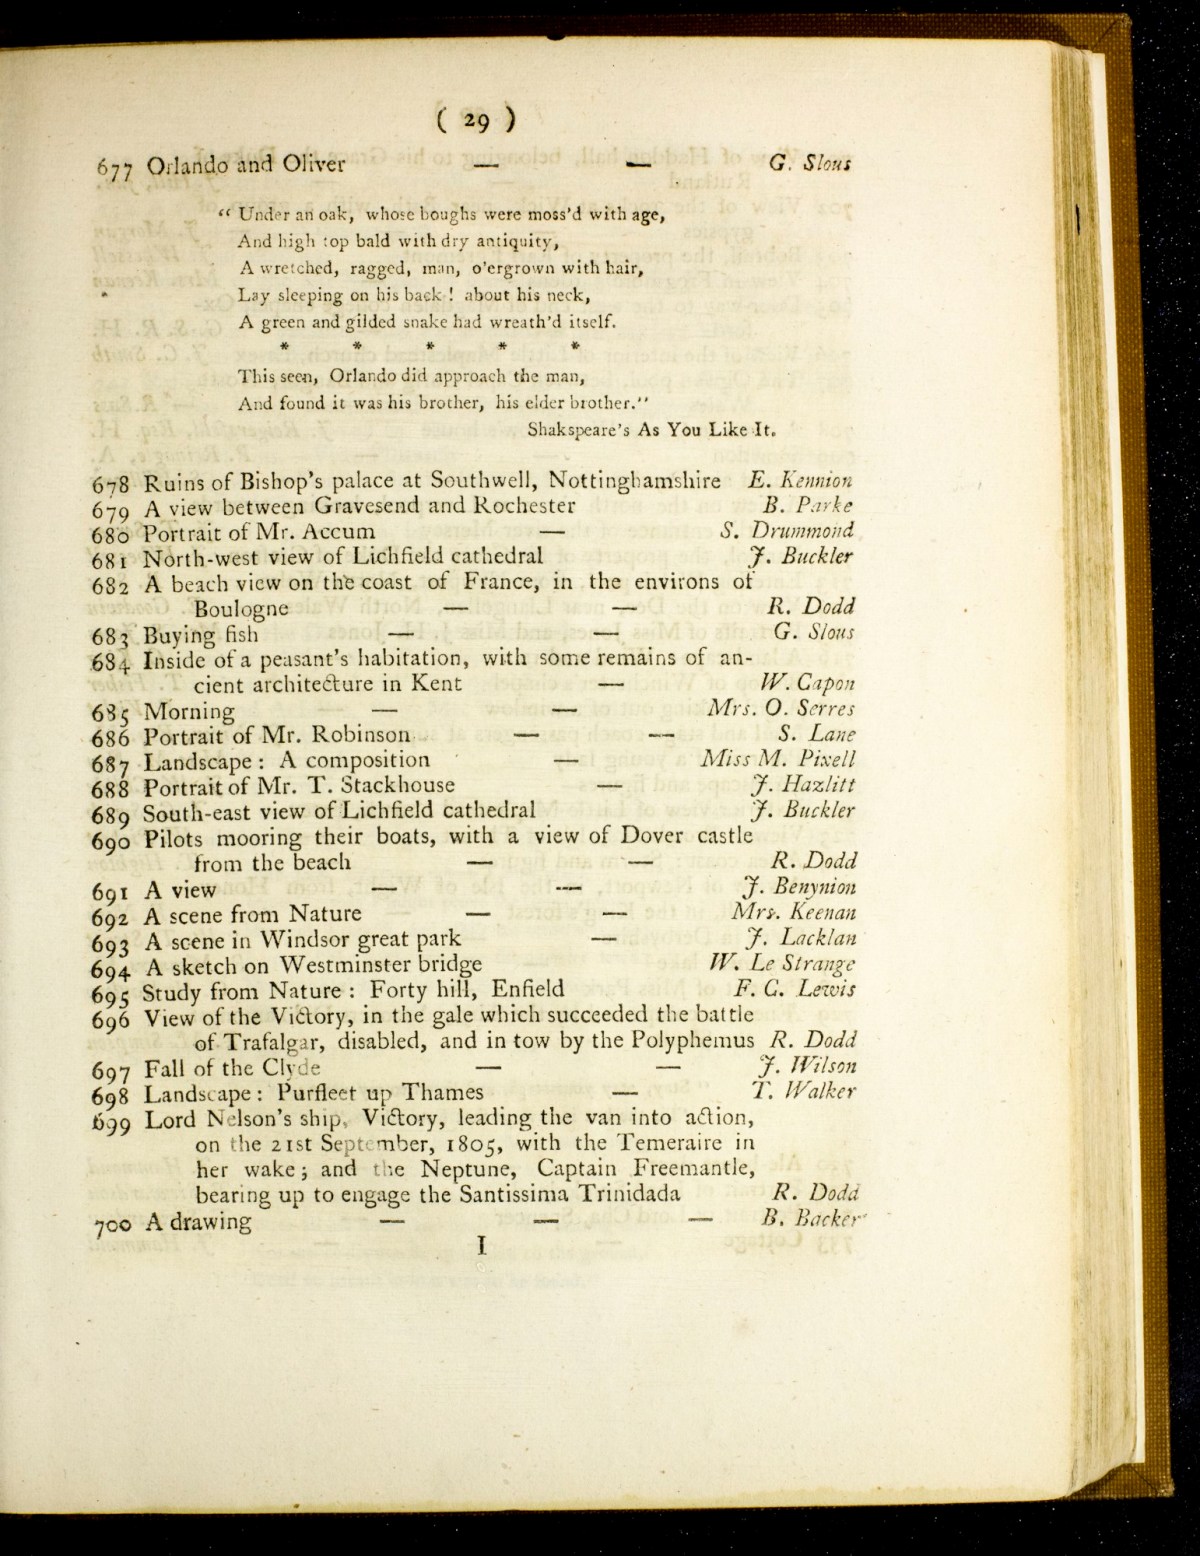 ( 29 )
677 Orlando and Oliver — — G. Slous
“ Under an oak, whose boughs were moss'd with age,
And high top bald with dry antiquity,
A wretched, ragged, man, o'ergrown with hair,
Lay sleeping on his back ! about his neck,
A green and gilded snake had wreath'd itself.
* * * * *
This seen, Orlando did approach the man,
And found it was his brother, his elder brother.”
Shakspeare's As You Like It.
678 Ruins of Bishop's palace at Southwell, Nottinghamshire E. Kennion
679 A view between Gravesend and Rochester B. Parke
680 Portrait of Mr. Accum — S. Drummond
681 North-west view of Lichfield cathedral J. Buckler
682 A beach view on the coast of France, in the environs of
Boulogne — — R. Dodd
683 Buying fish — — G. Slous
684 Inside of a peasant's habitation, with some remains of an-
cient architecture in Kent — W. Capon
685 Morning — — Mrs. O. Serres
686 Portrait of Mr. Robinson — — S. Lane
687 Landscape : A composition — Miss M. Pixell
688 Portrait of Mr. T. Stackhouse — J. Hazlitt
689 South-east view of Lichfield cathedral J. Buckler
690 Pilots mooring their boats, with a view of Dover castle
from the beach — — R. Dodd
691 A view — — J. Benynion
692 A scene from Nature — — Mrs. Keenan
693 A scene in Windsor great park — J. Lacklan
694 A sketch on Westminster bridge W. Le Strange
695 Study from Nature : Forty hill, Enfield F. C. Lewis
696 View of the Victory, in the gale which succeeded the battle
of Trafalgar, disabled, and in tow by the Polyphemus R. Dodd
697 Fall of the Clyde — — J. Wilson
698 Landscape : Purfleet up Thames — T. Walker
699 Lord Nelson's ship, Victory, leading the van into action,
on the 21st September, 1805, with the Temeraire in
her wake ; and the Neptune, Captain Freemantle,
bearing up to engage the Santissima Trinidada R. Dodd
700 A drawing — — — B. Backer
I